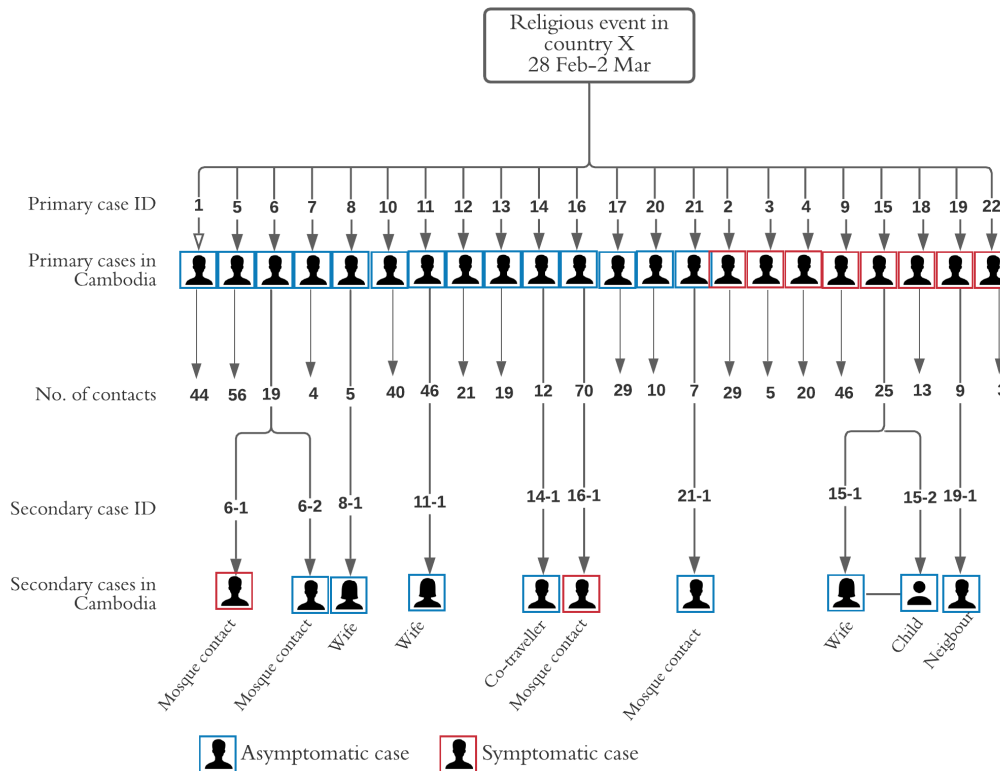 Religious event in
country X
28 Feb-2 Mar
Primary case ID
1 5 6 7 8 10 11 12 13 14 16 17 20 21 2 3 4 9 15 18 19 22
Primary cases in
Cambodia
No. of contacts
44 56 19 4 5 40 46 21 19 12 70 29 10 7 29 5 20 46 25 13 9
Secondary case ID
6-1 6-2 8-1 11-1 14-1 16-1 21-1 15-1 15-2 19-1
Secondary cases in
Cambodia
Mosque contact
Mosque contact
Wife
Wife
Co-traveller
Mosque contact
Mosque contact
Wife
Child
Neigbour
Asymptomatic case
Symptomatic case